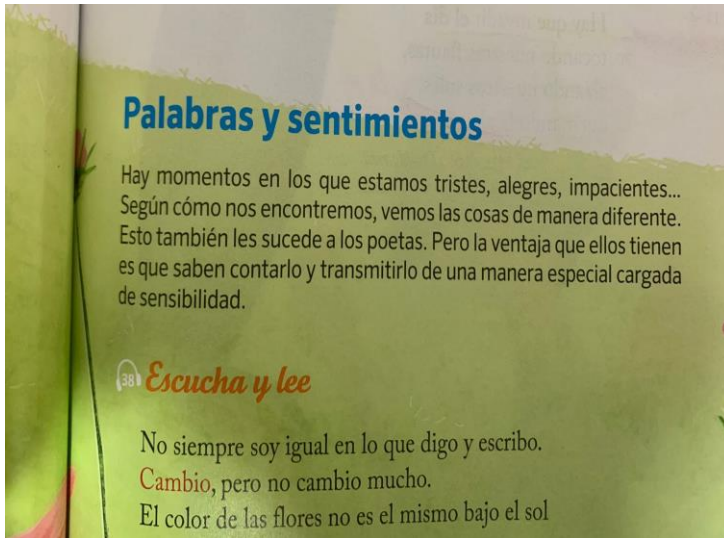 Palabras y sentimientos
Hay momentos en los que estamos tristes, alegres, impacientes...
Según cómo nos encontremos, vemos las cosas de manera diferente.
Esto también les sucede a los poetas. Pero la ventaja que ellos tienen
es que saben contarlo y transmitirlo de una manera especial cargada
de sensibilidad.
38 Escucha y lee
No siempre soy igual en lo que digo y escribo.
Cambio, pero no cambio mucho.
El color de las flores no es el mismo bajo el sol